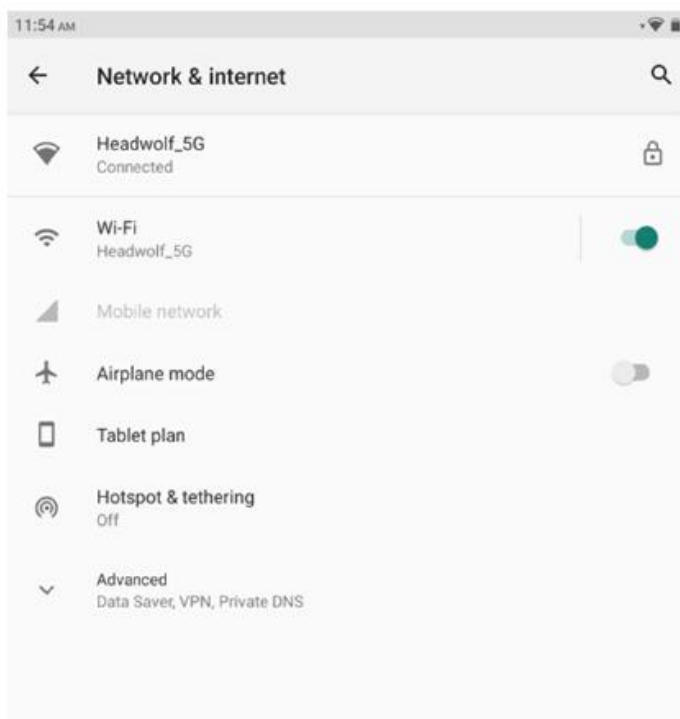 11:54 AM
Network & internet
Headwolf_5G
Connected
Wi-Fi
Headwolf_5G
Mobile network
Airplane mode
Tablet plan
Hotspot & tethering
Off
Advanced
Data Saver, VPN, Private DNS